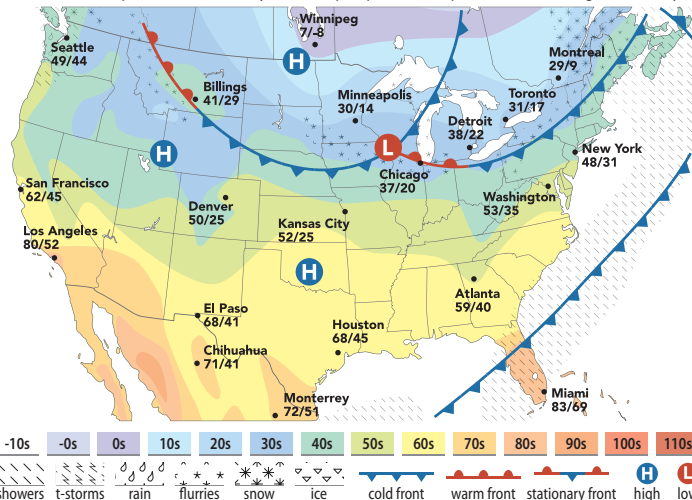 Winnipeg
7/-8
H
Seattle
49/44
Montreal
29/9
Billings
41/29
Minneapolis
30/14
Toronto
31/17
Detroit
38/22
H
L
New York
48/31
Chicago
37/20
San Francisco
62/45
Denver
50/25
Washington
53/35
Kansas City
52/25
Los Angeles
80/52
H
Atlanta
59/40
El Paso
68/41
Houston
68/45
Chihuahua
71/41
Monterrey
72/51
Miami
83/69
-10s -0s 0s 10s 20s 30s 40s 50s 60s 70s 80s 90s 100s 110s
H L
showers t-storms rain flurries snow ice cold front warm front stationary front high